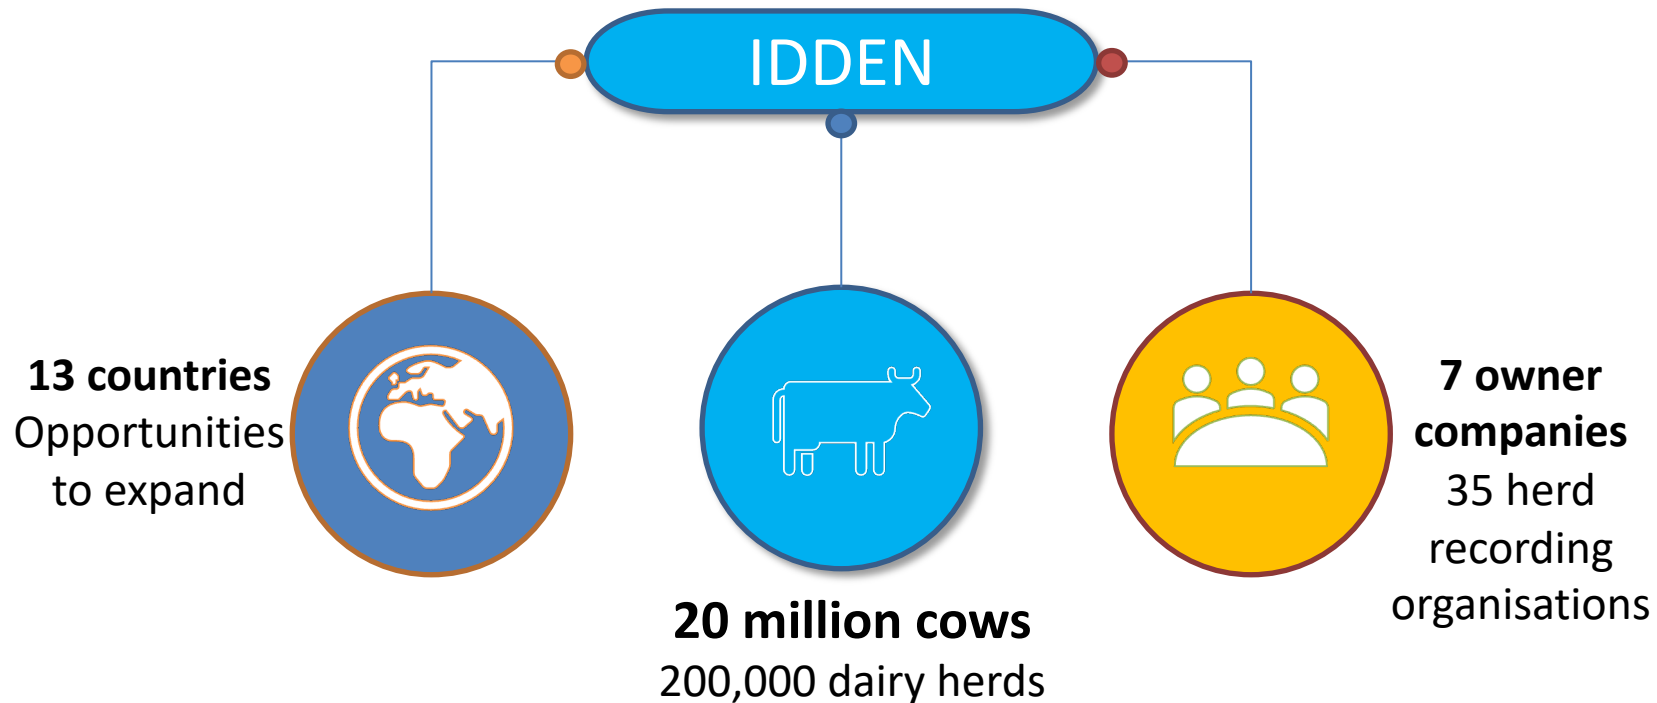 IDDEN
13 countries
Opportunities
to expand
20 million cows
200,000 dairy herds
7 owner
companies
35 herd
recording
organisations